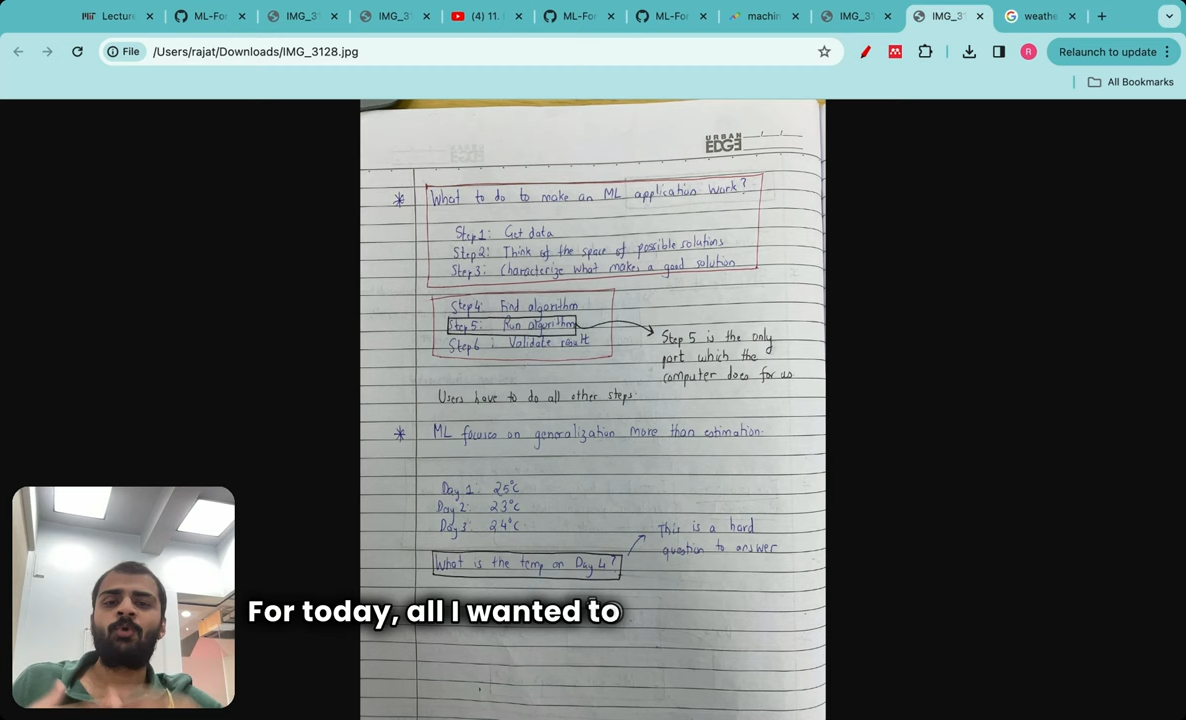 Lecture
ML-For
IMG_31
IMG_3
(4) 11.
ML-For
ML-For
machin
IMG_3
IMG_3
weathe
File
/Users/rajat/Downloads/IMG_3128.jpg
R
Relaunch to update
All Bookmarks
URBAN
EDGE
* What to do to make an ML application work?
Step 1: Get data
Step 2: Think of the space of possible solutions
Step 3: Characterize what makes a good solution
Step 4: Find algorithm
Step 5: Run algorithm
Step 6: Validate result
Step 5 is the only
part which the
computer does for us
Users have to do all other steps.
* ML focuses on generalization more than estimation.
Day 1: 25°C
Day 2: 23°C
Day 3: 24°C
What is the temp on Day 4?
This is a hard
question to answer
For today, all I wanted to